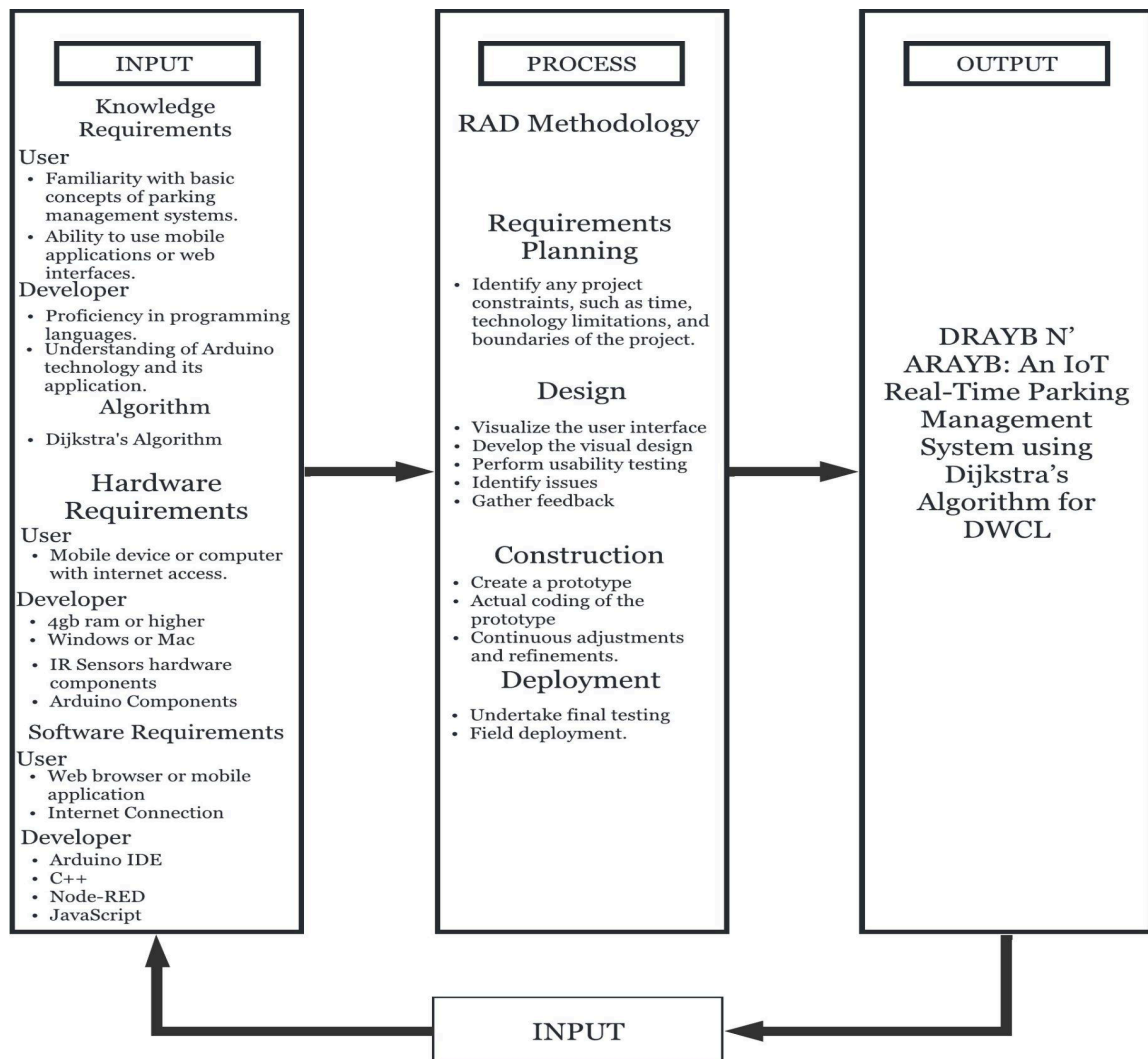 INPUT
Knowledge
Requirements
User
• Familiarity with basic
concepts of parking
management systems.
• Ability to use mobile
applications or web
interfaces.
Developer
• Proficiency in programming
languages.
• Understanding of Arduino
technology and its
application.
Algorithm
• Dijkstra's Algorithm
Hardware
Requirements
User
• Mobile device or computer
with internet access.
Developer
• 4gb ram or higher
• Windows or Mac
• IR Sensors hardware
components
• Arduino Components
Software Requirements
User
• Web browser or mobile
application
• Internet Connection
Developer
• Arduino IDE
• C++
• Node-RED
• JavaScript
PROCESS
RAD Methodology
Requirements
Planning
• Identify any project
constraints, such as time,
technology limitations, and
boundaries of the project.
Design
• Visualize the user interface
• Develop the visual design
• Perform usability testing
• Identify issues
• Gather feedback
Construction
• Create a prototype
• Actual coding of the
prototype
• Continuous adjustments
and refinements.
Deployment
• Undertake final testing
• Field deployment.
OUTPUT
DRAYB N’
ARAYB: An IoT
Real-Time Parking
Management
System using
Dijkstra’s
Algorithm for
DWCL
INPUT